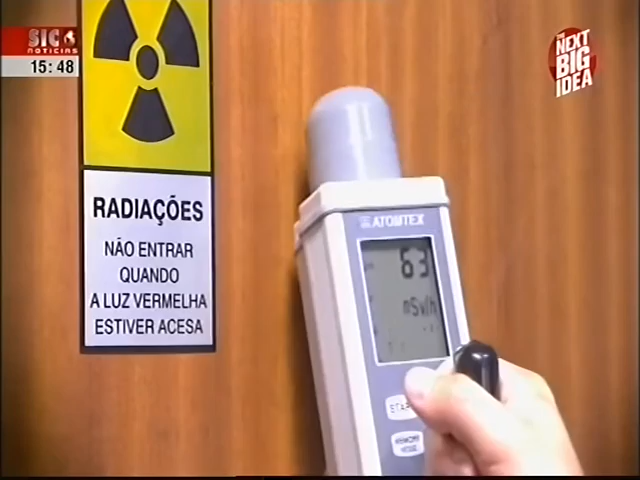 SIC
notícias
15:48
THE
NEXT
BIG
IDEA
RADIAÇÕES
NÃO ENTRAR
QUANDO
A LUZ VERMELHA
ESTIVER ACESA
ATOMTEX
63
mSv/h
START
MEMORY